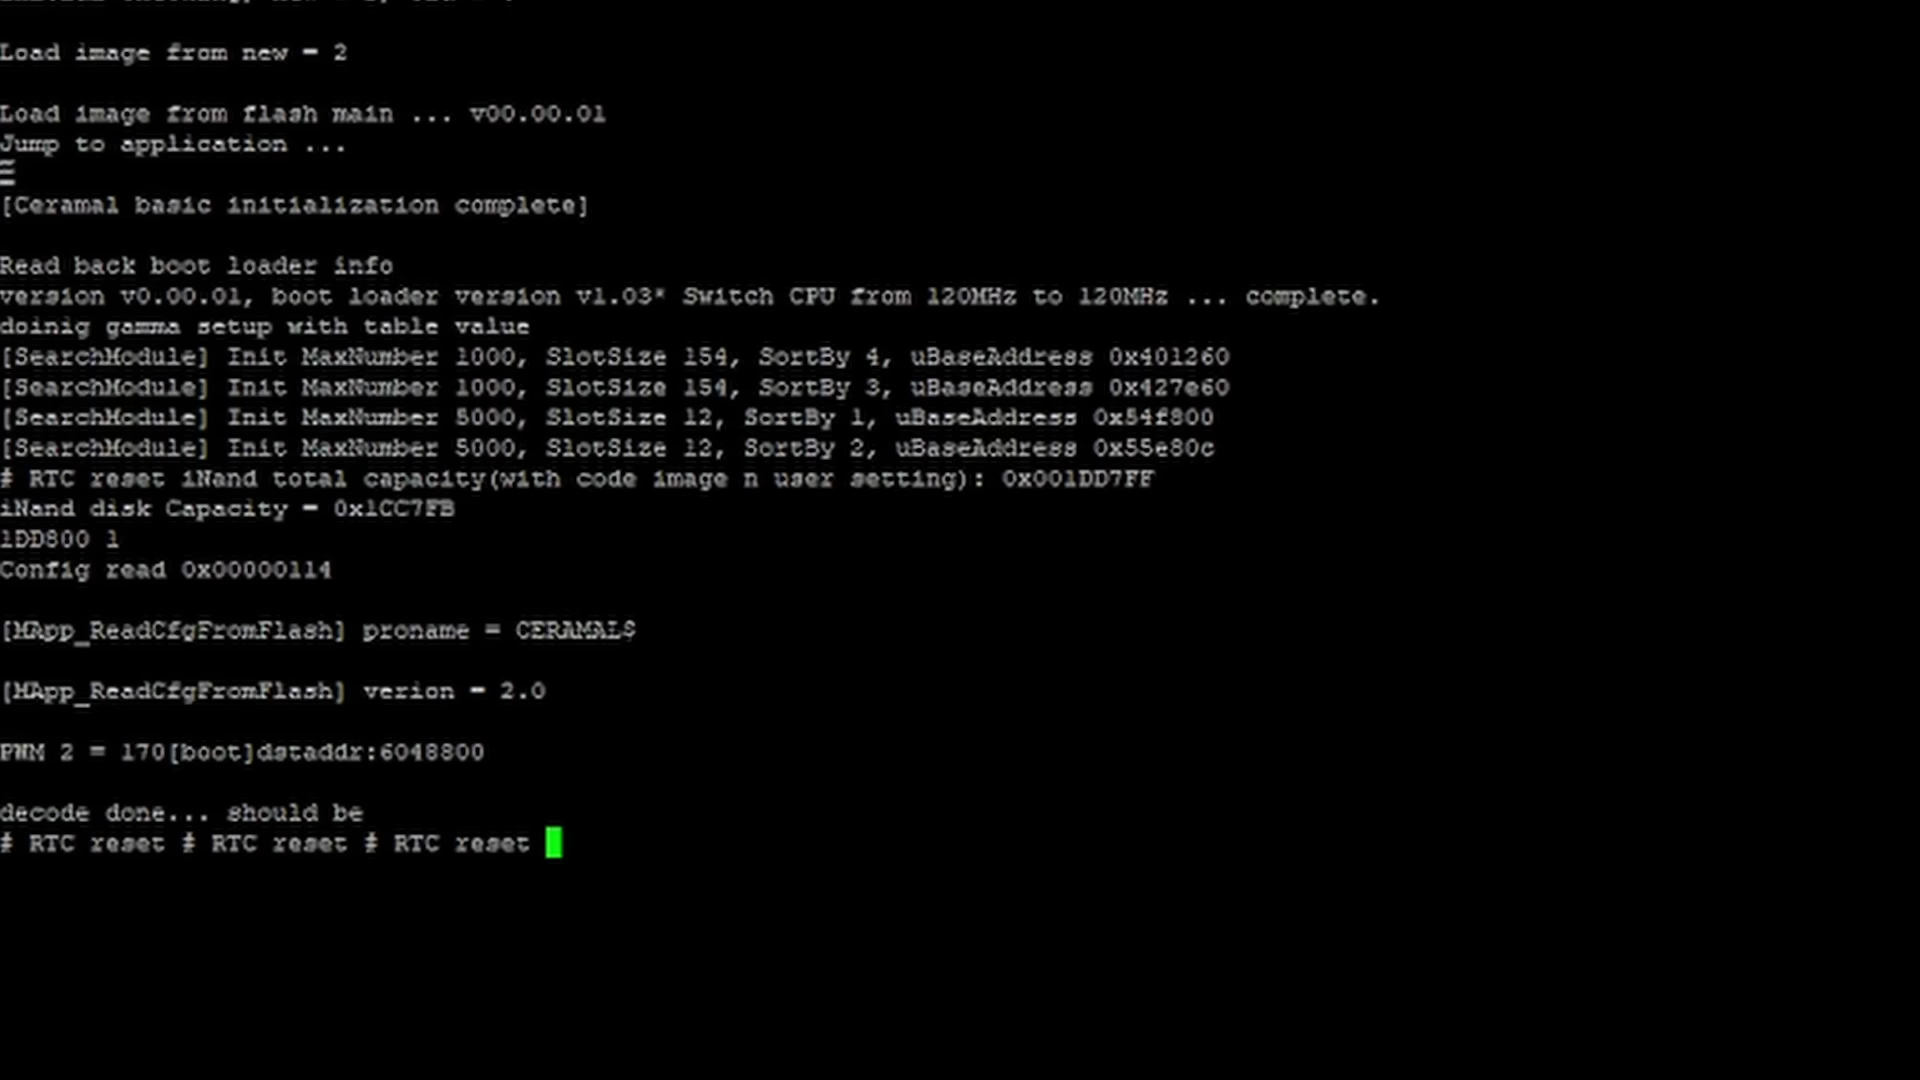 Load image from new = 2
Load image from flash main ... v00.00.01
Jump to application ...
[Ceramal basic initialization complete]
Read back boot loader info
version v0.00.01, boot loader version v1.03* Switch CPU from 120MHz to 120MHz ... complete.
doinig gamma setup with table value
[SearchModule] Init MaxNumber 1000, SlotSize 154, SortBy 4, uBaseAddress 0x401260
[SearchModule] Init MaxNumber 1000, SlotSize 154, SortBy 3, uBaseAddress 0x427e60
[SearchModule] Init MaxNumber 5000, SlotSize 12, SortBy 1, uBaseAddress 0x54f800
[SearchModule] Init MaxNumber 5000, SlotSize 12, SortBy 2, uBaseAddress 0x55e80c
# RTC reset iNand total capacity(with code image n user setting): 0x001DD7FF
iNand disk Capacity = 0x1CC7FB
1DD800 1
Config read 0x00000114
[MApp_ReadCfgFromFlash] proname = CERAMAL$
[MApp_ReadCfgFromFlash] verion = 2.0
PWM 2 = 170[boot]dstaddr:6048800
decode done... should be
# RTC reset # RTC reset # RTC reset